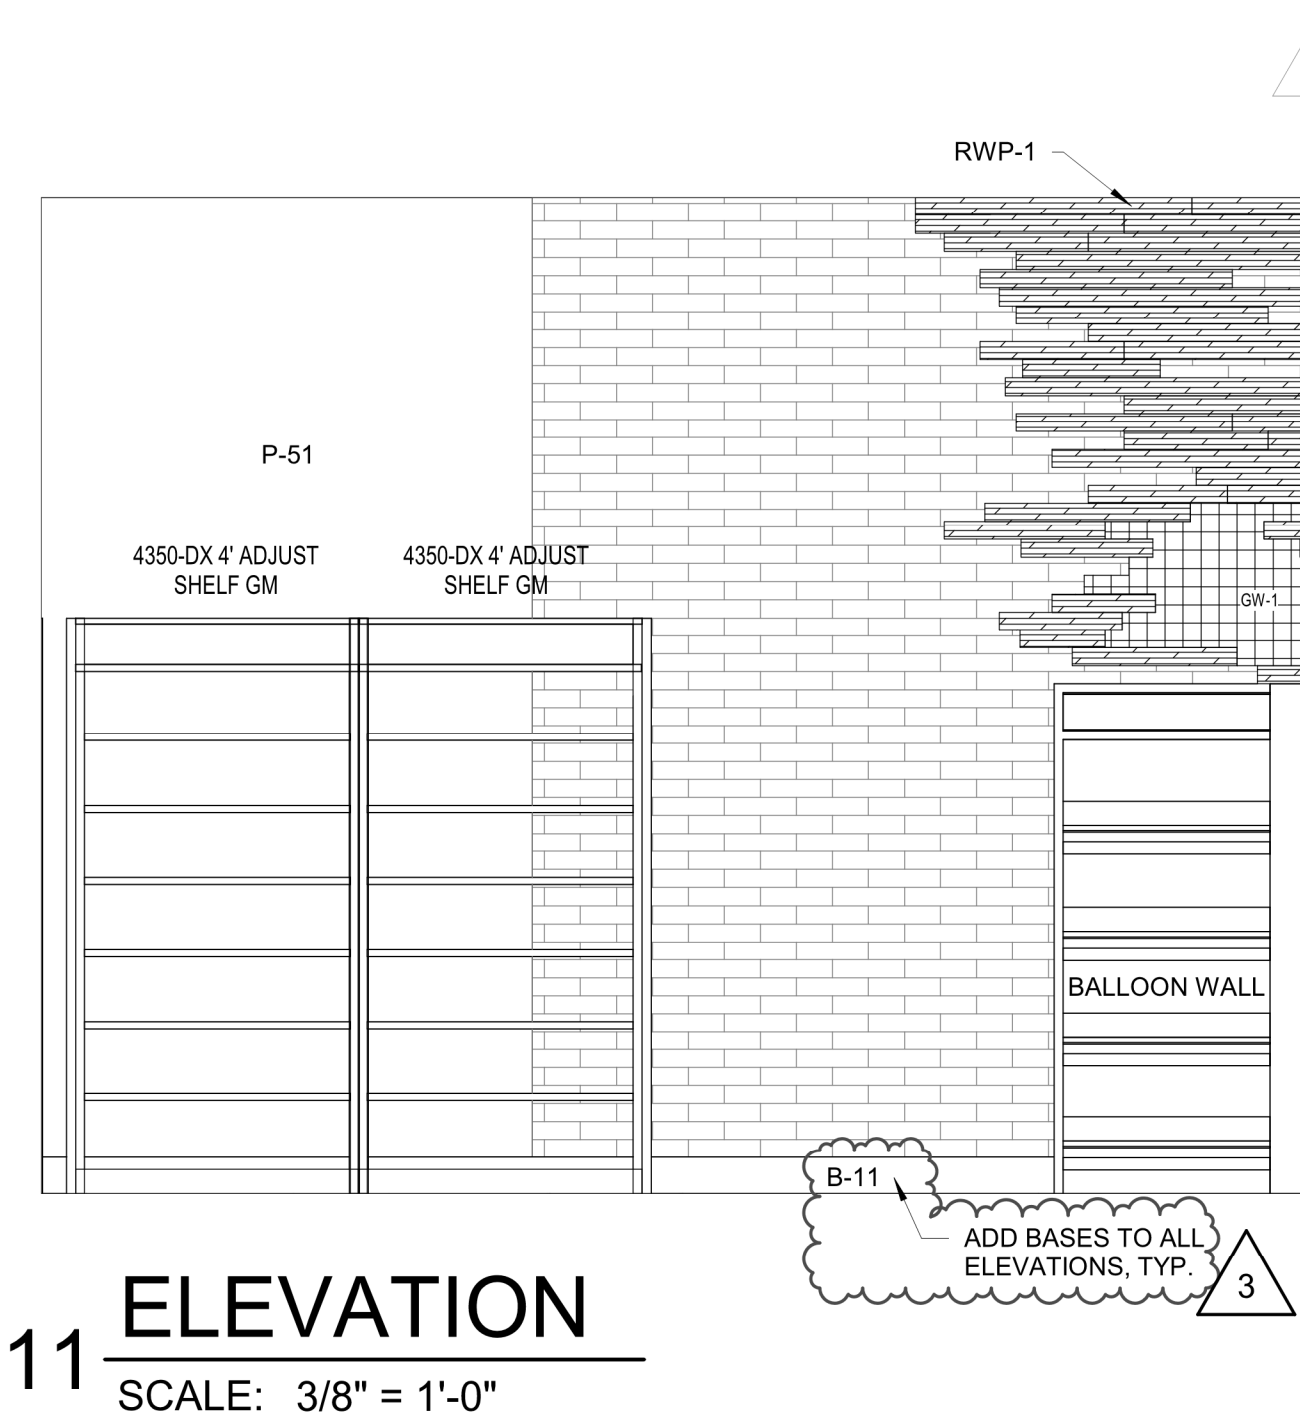 RWP-1
P-51
4350-DX 4' ADJUST
SHELF GM
4350-DX 4' ADJUST
SHELF GM
GW-1
BALLOON WALL
B-11
ADD BASES TO ALL
ELEVATIONS, TYP.
3
11
ELEVATION
SCALE: 3/8" = 1'-0"